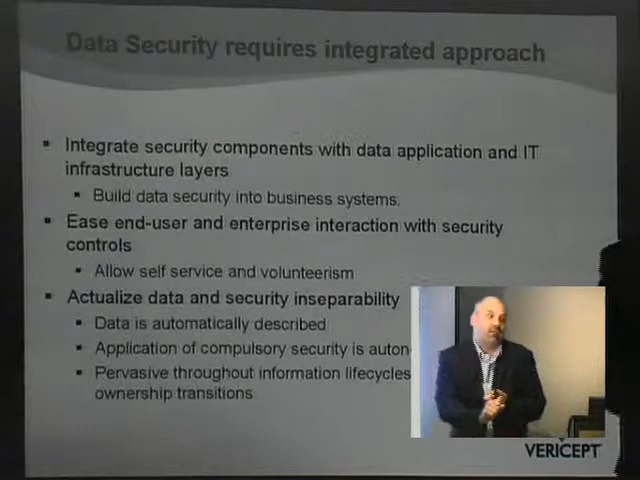 Data Security requires integrated approach
Integrate security components with data application and IT
infrastructure layers
Build data security into business systems.
Ease end-user and enterprise interaction with security
controls
Allow self service and volunteerism
Actualize data and security inseparability
Data is automatically described
Application of compulsory security is auton
Pervasive throughout information lifecycles
ownership transitions
VERICEPT